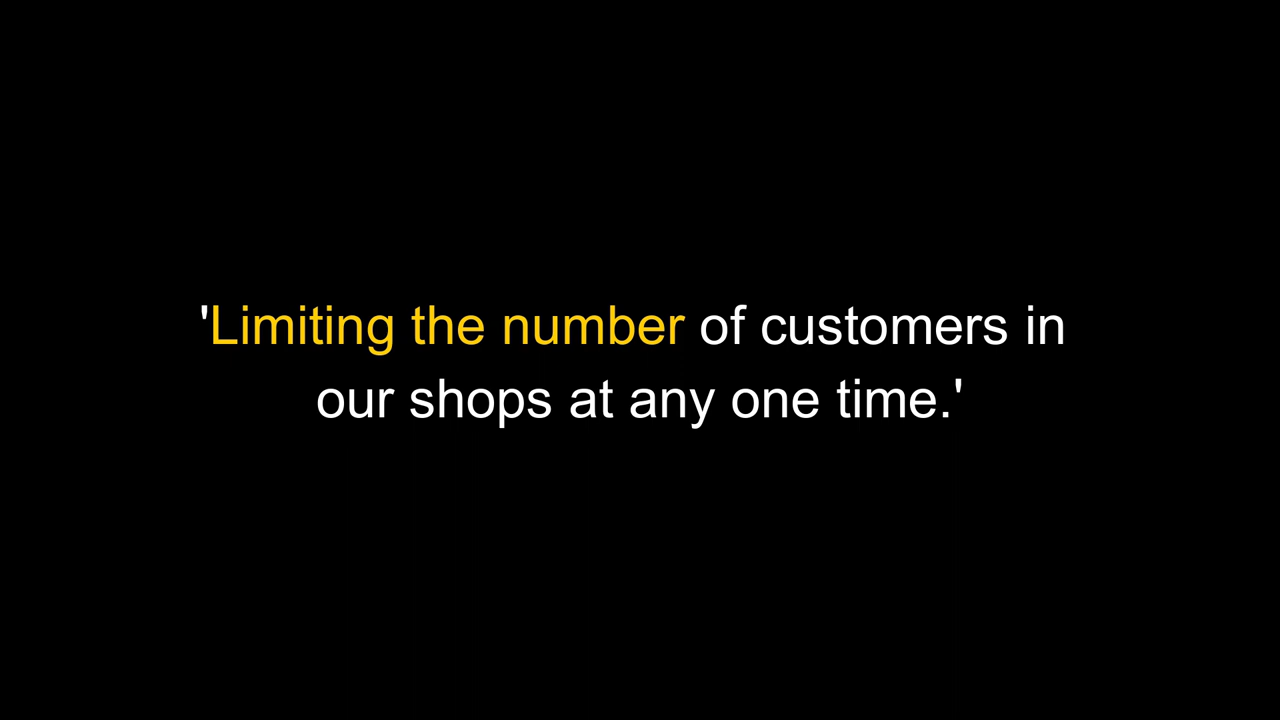 'Limiting the number of customers in
our shops at any one time.'